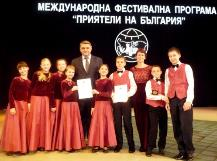 МЕЖДУНАРОДНА ФЕСТИВАЛНА ПРОГРАМА
"ПРИЯТЕЛИ НА БЪЛГАРИЯ"